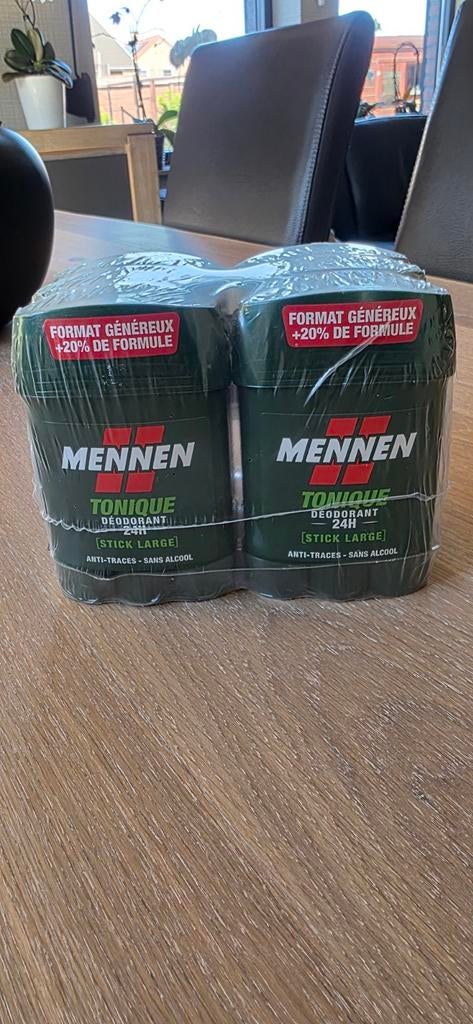 FORMAT GÉNÉREUX
+20% DE FORMULE
MENNEN
TONIQUE
DÉODORANT
24H
[STICK LARGE]
ANTI-TRACES - SANS ALCOOL
FORMAT GÉNÉREUX
+20% DE FORMULE
MENNEN
TONIQUE
DÉODORANT
24H
[STICK LARGE]
ANTI-TRACES - SANS ALCOOL